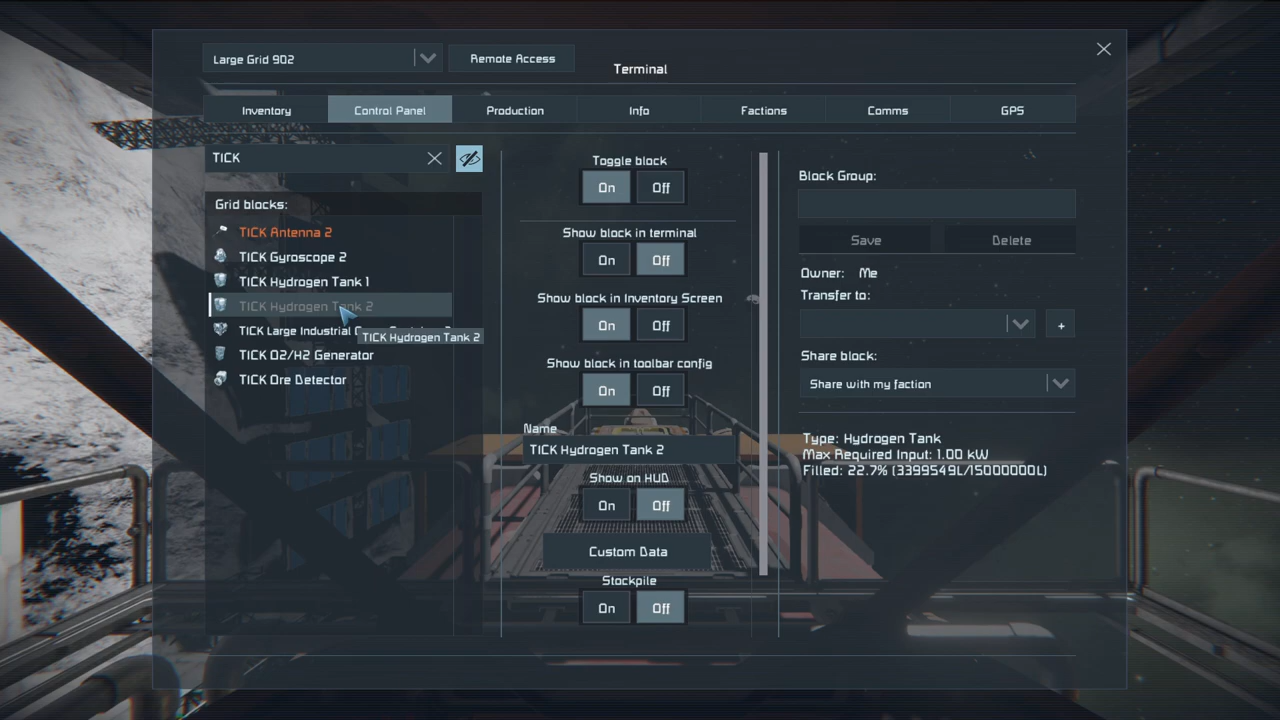 Large Grid 902
Remote Access
Terminal
Inventory
Control Panel
Production
Info
Factions
Comms
GPS
TICK
Grid blocks:
TICK Antenna 2
TICK Gyroscope 2
TICK Hydrogen Tank 1
TICK Hydrogen Tank 2
TICK Large Industrial
TICK Hydrogen Tank 2
TICK O2/H2 Generator
TICK Ore Detector
Toggle block
On Off
Show block in terminal
On Off
Show block in Inventory Screen
On Off
Show block in toolbar config
On Off
Name
TICK Hydrogen Tank 2
Show on HUD
On Off
Custom Data
Stockpile
On Off
Block Group:
Save Delete
Owner: Me
Transfer to:
+
Share block:
Share with my faction
Type: Hydrogen Tank
Max Required Input: 1.00 kW
Filled: 22.7% (3399549L/15000000L)